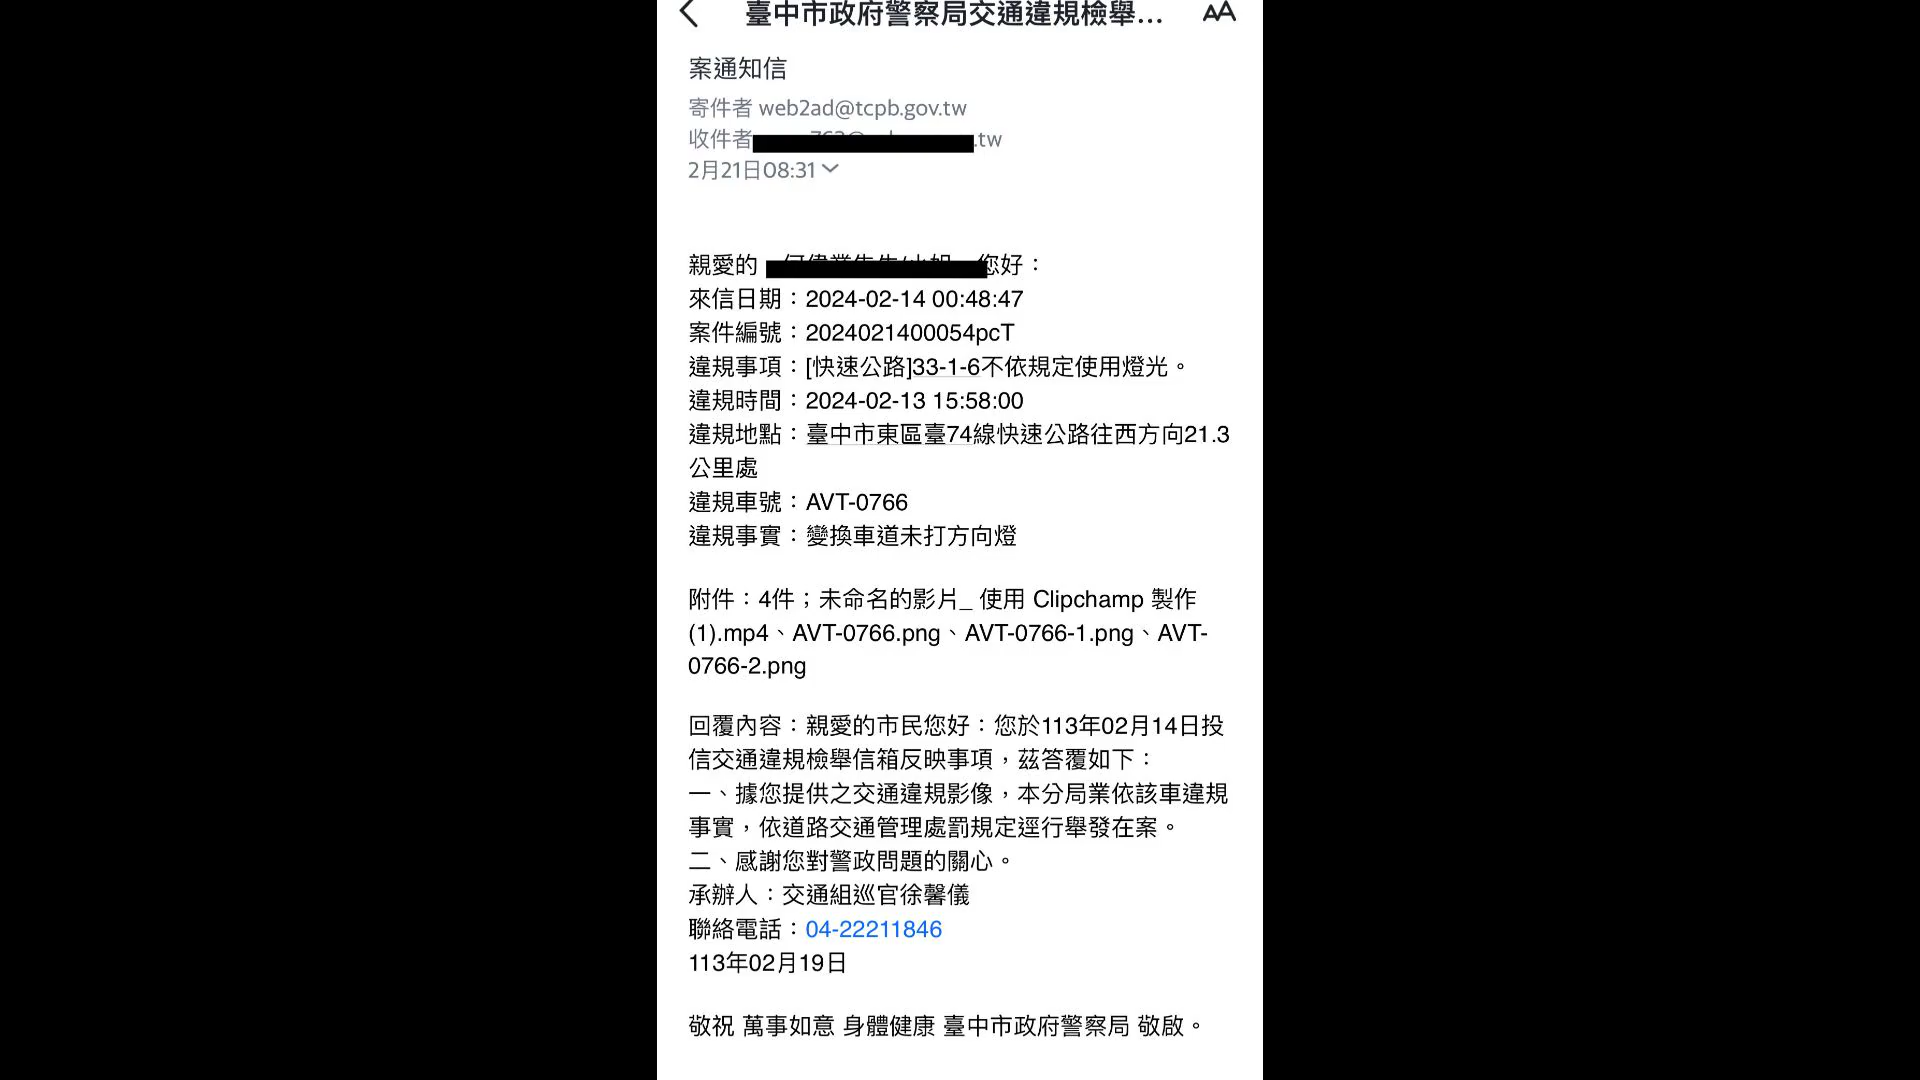 臺中市政府警察局交通違規檢舉...
案通知信
寄件者 web2ad@tcpb.gov.tw
收件者 .tw
2月21日08:31
親愛的 您好：
來信日期：2024-02-14 00:48:47
案件編號：2024021400054pcT
違規事項：[快速公路]33-1-6不依規定使用燈光。
違規時間：2024-02-13 15:58:00
違規地點：臺中市東區臺74線快速公路往西方向21.3
公里處
違規車號：AVT-0766
違規事實：變換車道未打方向燈
附件：4件；未命名的影片_ 使用 Clipchamp 製作
(1).mp4、AVT-0766.png、AVT-0766-1.png、AVT-
0766-2.png
回覆內容：親愛的市民您好：您於113年02月14日投
信交通違規檢舉信箱反映事項，茲答覆如下：
一、據您提供之交通違規影像，本分局業依該車違規
事實，依道路交通管理處罰規定逕行舉發在案。
二、感謝您對警政問題的關心。
承辦人：交通組巡官徐馨儀
聯絡電話：04-22211846
113年02月19日
敬祝 萬事如意 身體健康 臺中市政府警察局 敬啟。